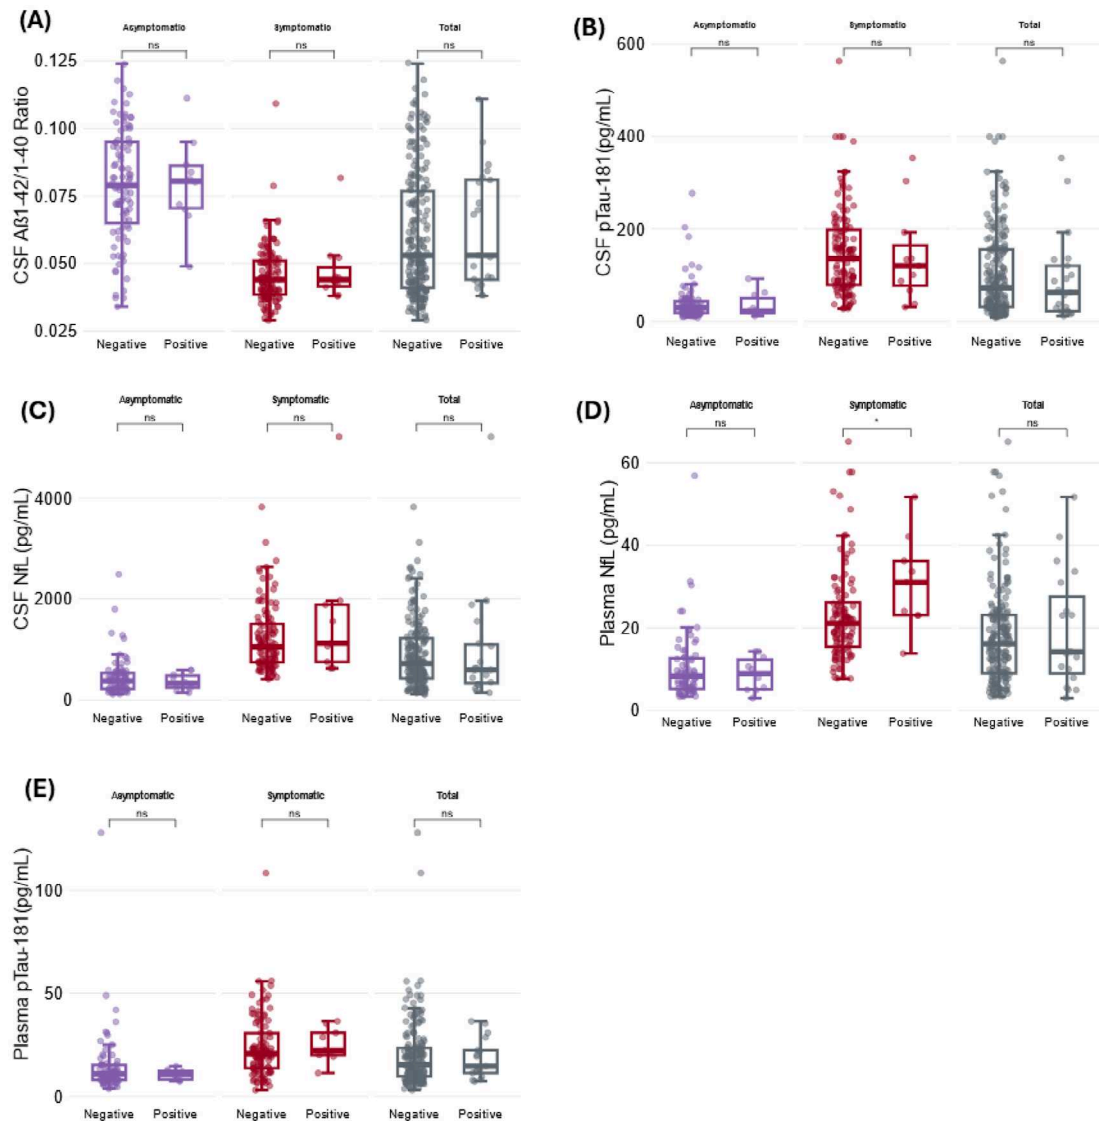 (A)
Asymptomatic Symptomatic Total
ns ns ns
CSF Aß1-42/1-40 Ratio
0.125
0.100
0.075
0.050
0.025
Negative Positive Negative Positive Negative Positive
(B)
Asymptomatic Symptomatic Total
ns ns ns
CSF pTau-181(pg/mL)
600
400
200
0
Negative Positive Negative Positive Negative Positive
(C)
Asymptomatic Symptomatic Total
ns ns ns
CSF NfL(pg/mL)
4000
2000
0
Negative Positive Negative Positive Negative Positive
(D)
Asymptomatic Symptomatic Total
ns * ns
Plasma NfL(pg/mL)
60
40
20
0
Negative Positive Negative Positive Negative Positive
(E)
Asymptomatic Symptomatic Total
ns ns ns
Plasma pTau-181(pg/mL)
100
50
0
Negative Positive Negative Positive Negative Positive